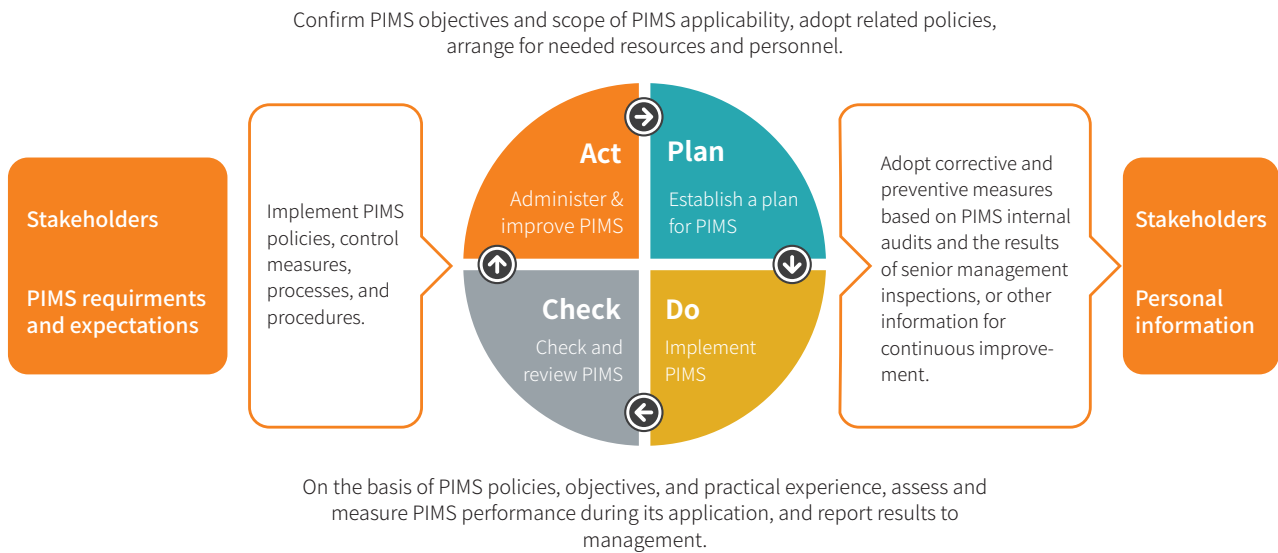 Confirm PIMS objectives and scope of PIMS applicability, adopt related policies,
arrange for needed resources and personnel.
Stakeholders
PIMS requirments
and expectations
Implement PIMS
policies, control
measures,
processes, and
procedures.
Act
Administer &
improve PIMS
Plan
Establish a plan
for PIMS
Check
Check and
review PIMS
Do
Implement
PIMS
Adopt corrective and
preventive measures
based on PIMS internal
audits and the results
of senior management
inspections, or other
information for
continuous improve-
ment.
Stakeholders
Personal
information
On the basis of PIMS policies, objectives, and practical experience, assess and
measure PIMS performance during its application, and report results to
management.